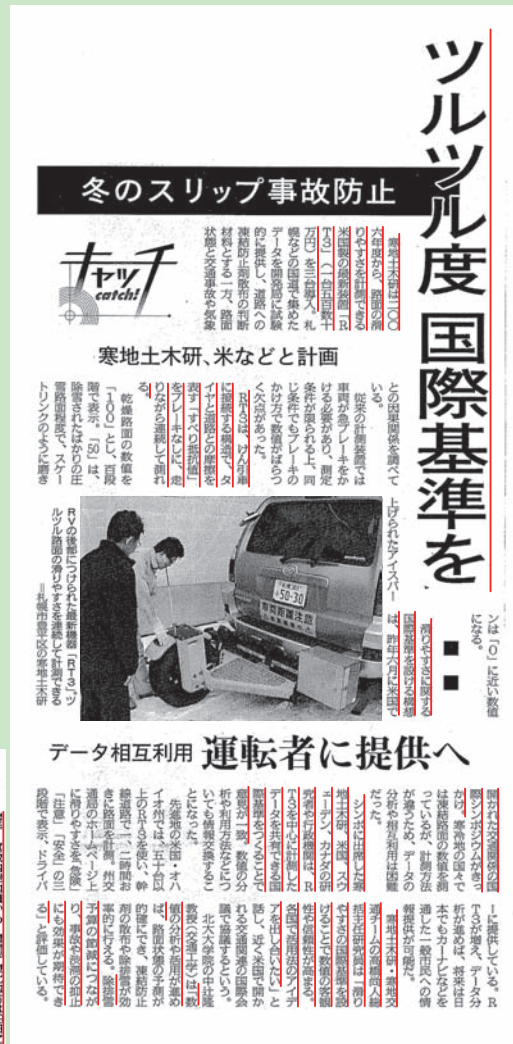 ツルツル度 国際基準を
冬のスリップ事故防止
キャッチ
catch!
寒地土木研は二〇〇
六年度から、路面の滑
りやすさを計測できる
米国製の最新装置「R
T3」(一台五百数十
万円)を三台導入。札
幌などの国道で集めた
データを開発局に試験
的に提供し、道路への
凍結防止剤散布の判断
材料とする一方、路面
状態と交通事故や気象
寒地土木研、米などと計画
との因果関係を調べて
いる。
従来の計測装置では
車両が急ブレーキをか
ける必要があり、測定
条件が限られる上、同
じ条件でもブレーキの
かけ方で数値がばらつ
く欠点があった。
RT3は、けん引車
に接続する構造で、タ
イヤと道路との摩擦を
表す「すべり抵抗値」
をブレーキなしに、走
りながら連続して測れ
る。
乾燥路面の数値を
「100」とし、百段
階で表示。「50」は、
除雪されたばかりの圧
雪路面程度で、スケー
トリンクのように磨き
上げられたアイスバー
ンは「0」に近い数値
になる。
滑りやすさに関する
国際基準を設ける構想
は、昨年六月に米国で
50-30
車間距離注意
RVの後部につけられた最新機器「RT3」。ツ
ルツル路面の滑りやすさを連続して計測できる
=札幌市豊平区の寒地土木研
データ相互利用 運転者に提供へ
開かれた交通関係の国
際シンポジウムがきっ
かけ。寒冷地の国々で
は凍結路面の数値を測
っているが、計測方法
が違うため、データの
分析や相互利用は困難
だった。
シンポに出席した寒
地土木研、米国、スウ
ェーデン、カナダの研
究者や行政機関は、R
T3を中心に計測した
データを共有できる国
際基準をつくることで
意見が一致。数値の分
析や利用方法などにつ
いても情報交換するこ
とになった。
先進地の米国・オハ
イオ州では、五十台以
上のRT3を使い、幹
線道路で一、二時間お
きに路面を計測。州交
通局のホームページ上
に滑りやすさを「危険」
「注意」「安全」の三
段階で表示、ドライバ
ーに提供している。R
T3が増え、データ分
析が進めば、将来は日
本でもカーナビなどを
通した一般市民への情
報提供が可能だ。
寒地土木研・寒地交
通チームの高橋尚人総
括主任研究員は「滑り
やすさの国際基準を設
けることで数値の客観
性や信頼性が高まる。
各国で活用法のアイデ
アを出し合いたい」と
話し、近く米国で開か
れる交通関連の国際会
議で協議するという。
北大大学院の中辻隆
教授(交通工学)は「数
値の分析や活用が進め
ば、路面状態の予測が
的確にでき、凍結防止
剤の散布や除排雪が効
率的に行える。除排雪
予算の節減につなが
り、事故や渋滞の抑止
にも効果が期待でき
る」と評価している。